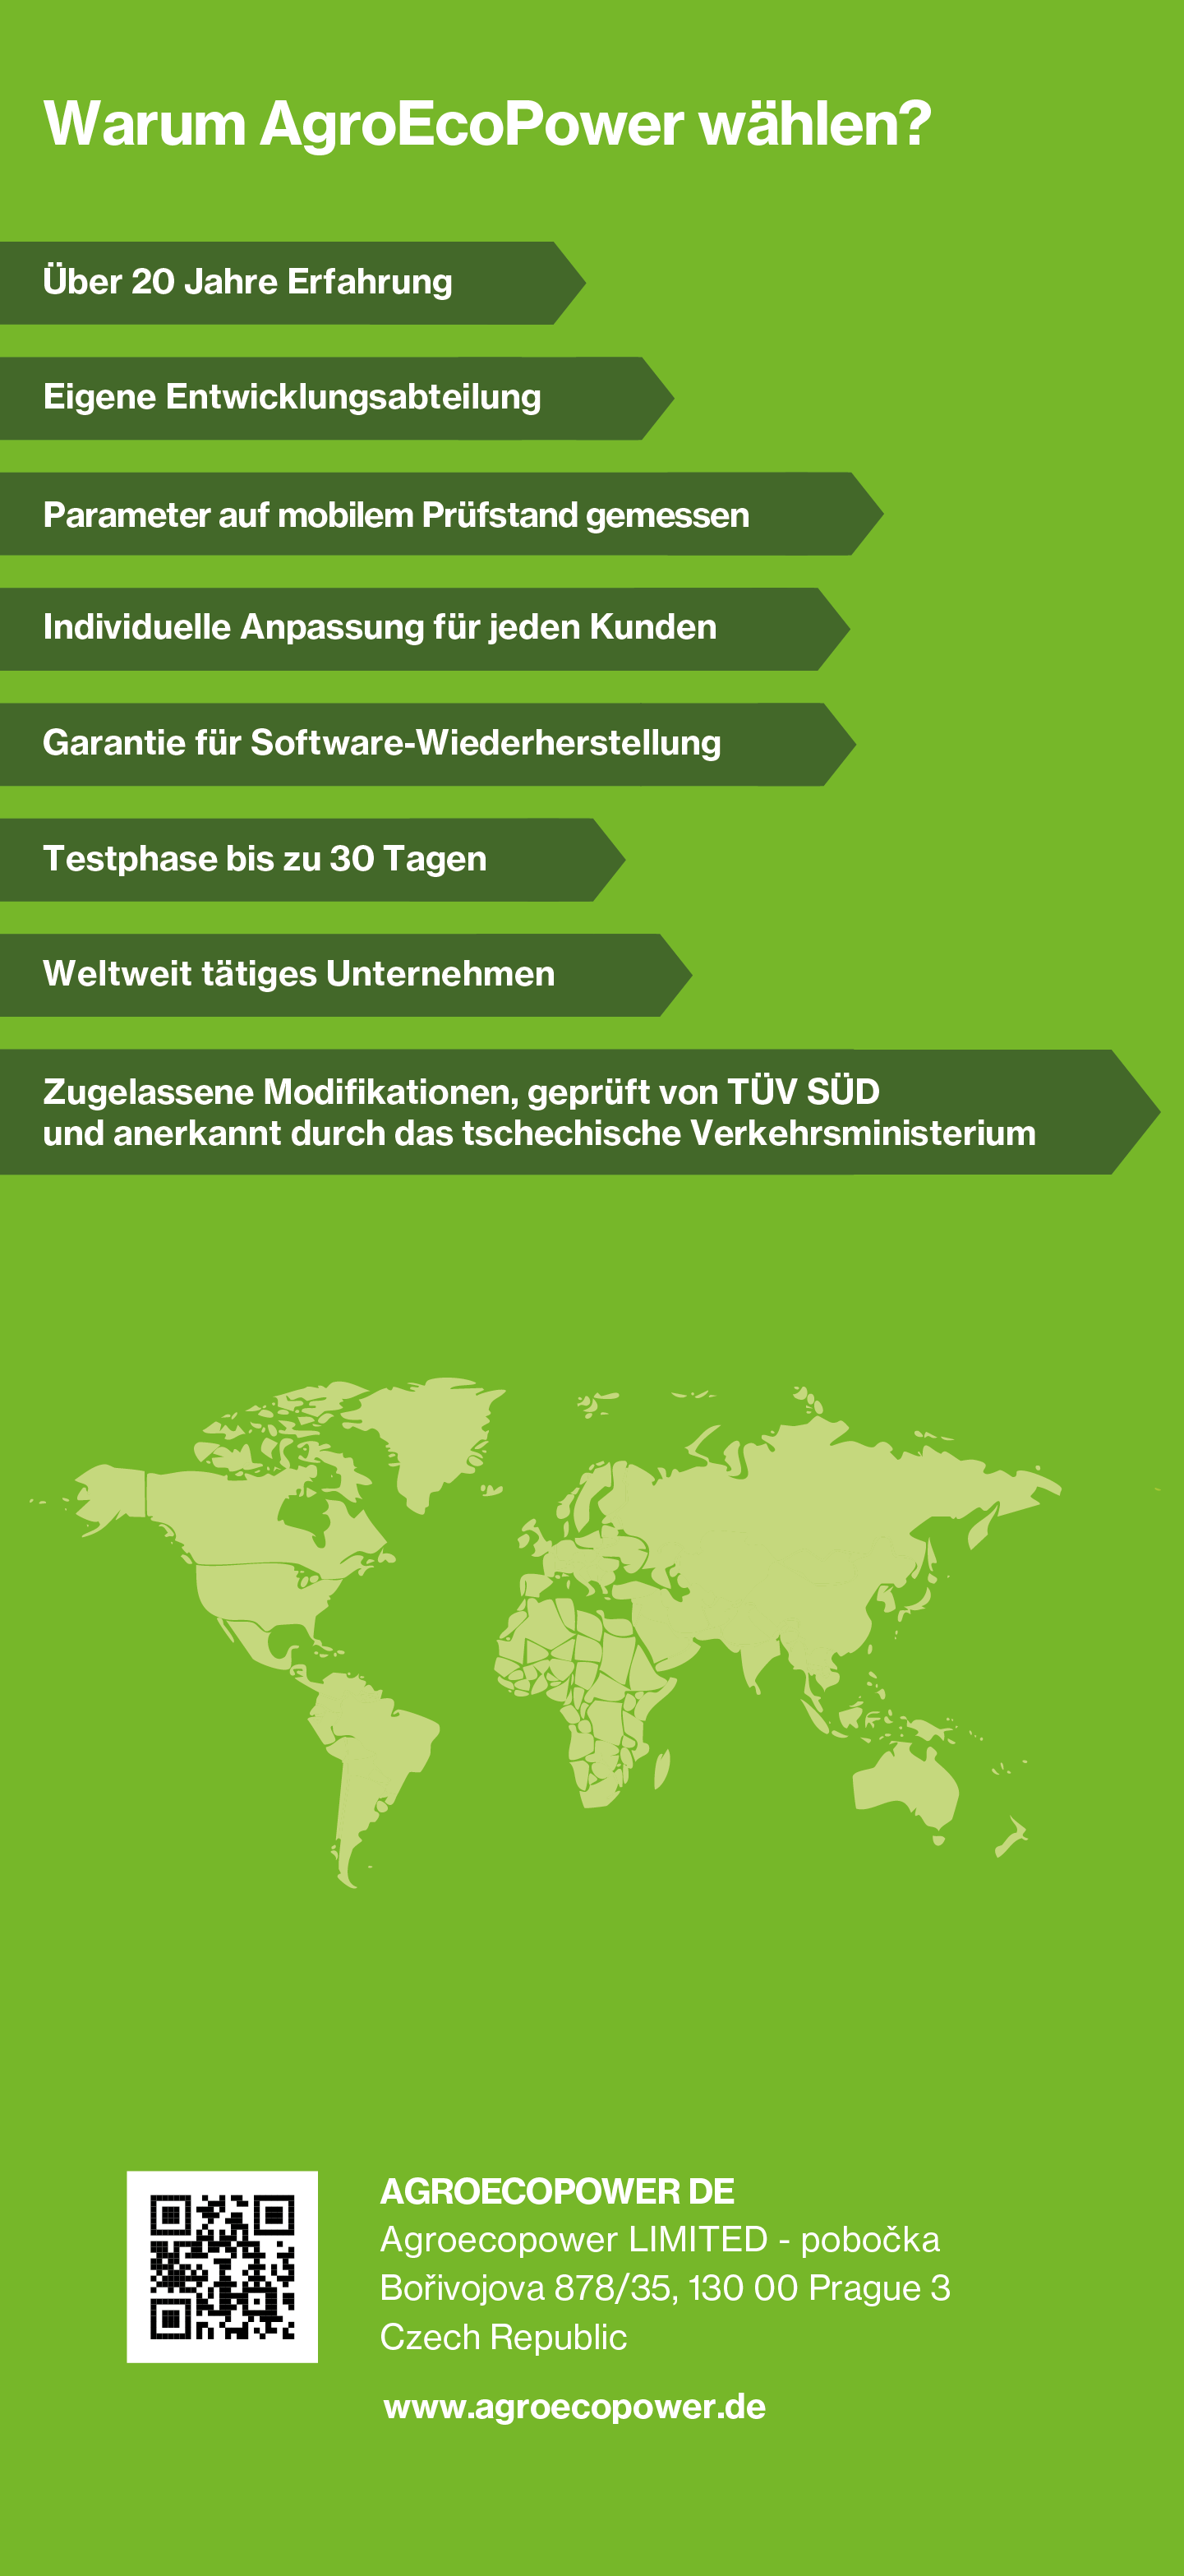 Warum AgroEcoPower wählen?
Über 20 Jahre Erfahrung
Eigene Entwicklungsabteilung
Parameter auf mobilem Prüfstand gemessen
Individuelle Anpassung für jeden Kunden
Garantie für Software-Wiederherstellung
Testphase bis zu 30 Tagen
Weltweit tätiges Unternehmen
Zugelassene Modifikationen, geprüft von TÜV SÜD
und anerkannt durch das tschechische Verkehrsministerium
AGROECOPOWER DE
Agroecopower LIMITED - pobočka
Bořivojova 878/35, 130 00 Prague 3
Czech Republic
www.agroecopower.de